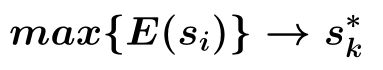 max{E(s_i)} → s_k^*